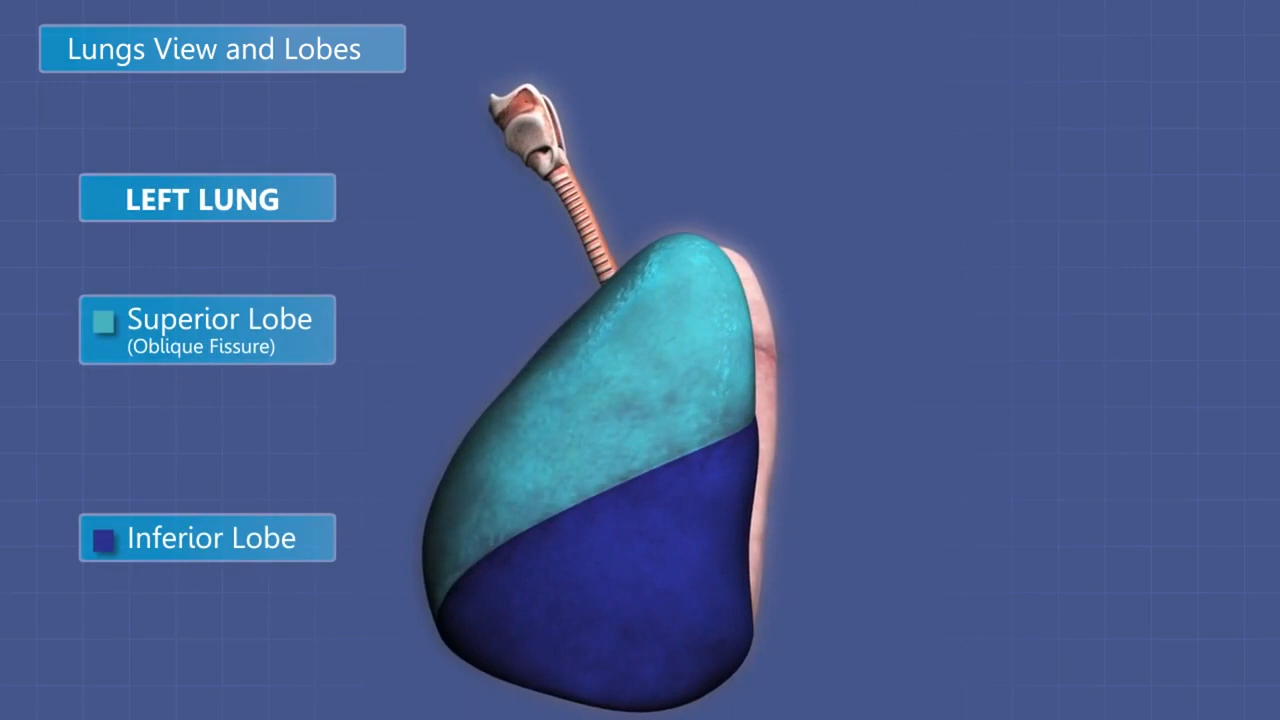 Lungs View and Lobes
LEFT LUNG
Superior Lobe
(Oblique Fissure)
Inferior Lobe